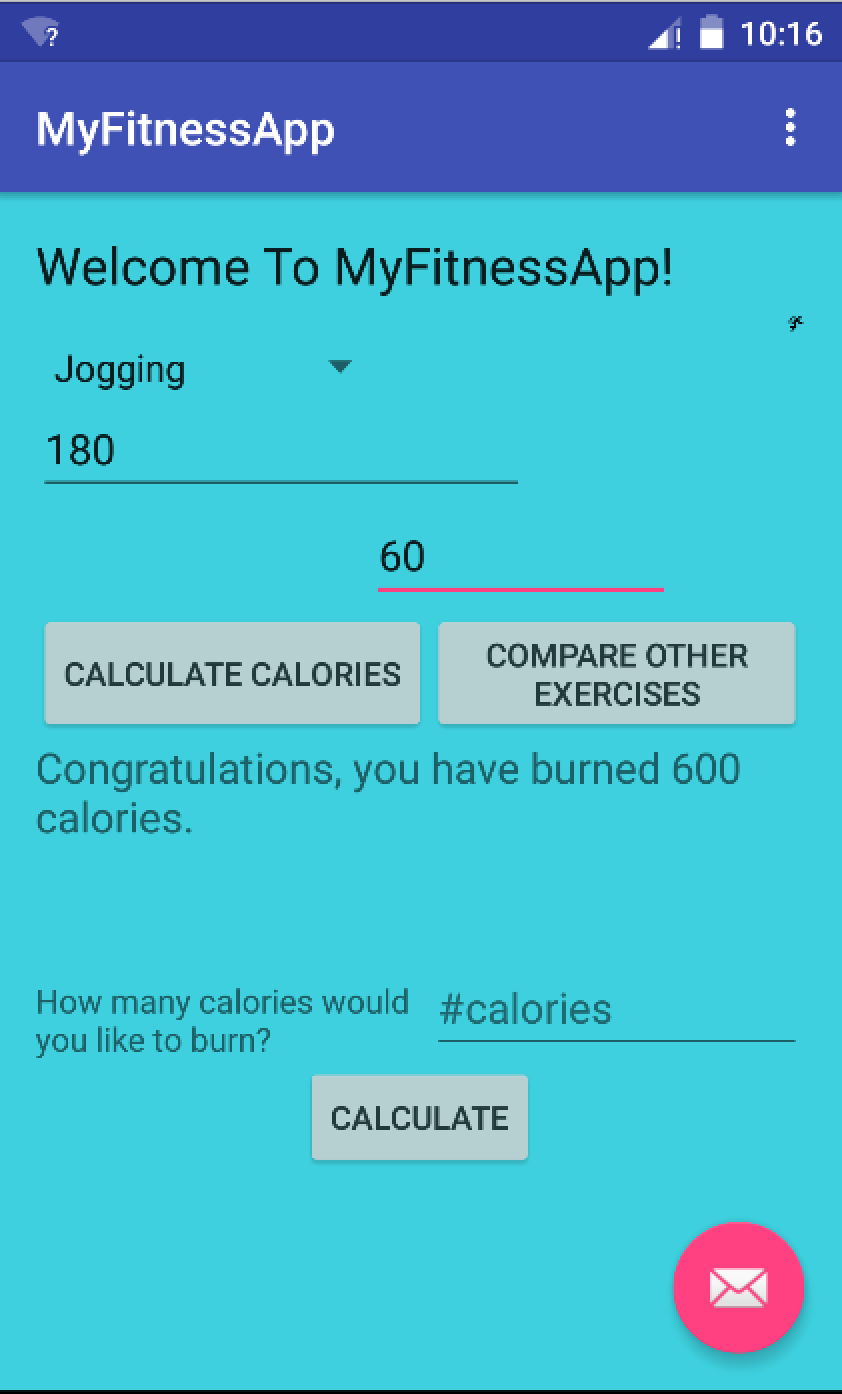 10:16
MyFitnessApp
Welcome To MyFitnessApp!
Jogging
180
60
CALCULATE CALORIES
COMPARE OTHER
EXERCISES
Congratulations, you have burned 600
calories.
How many calories would
you like to burn?
#calories
CALCULATE